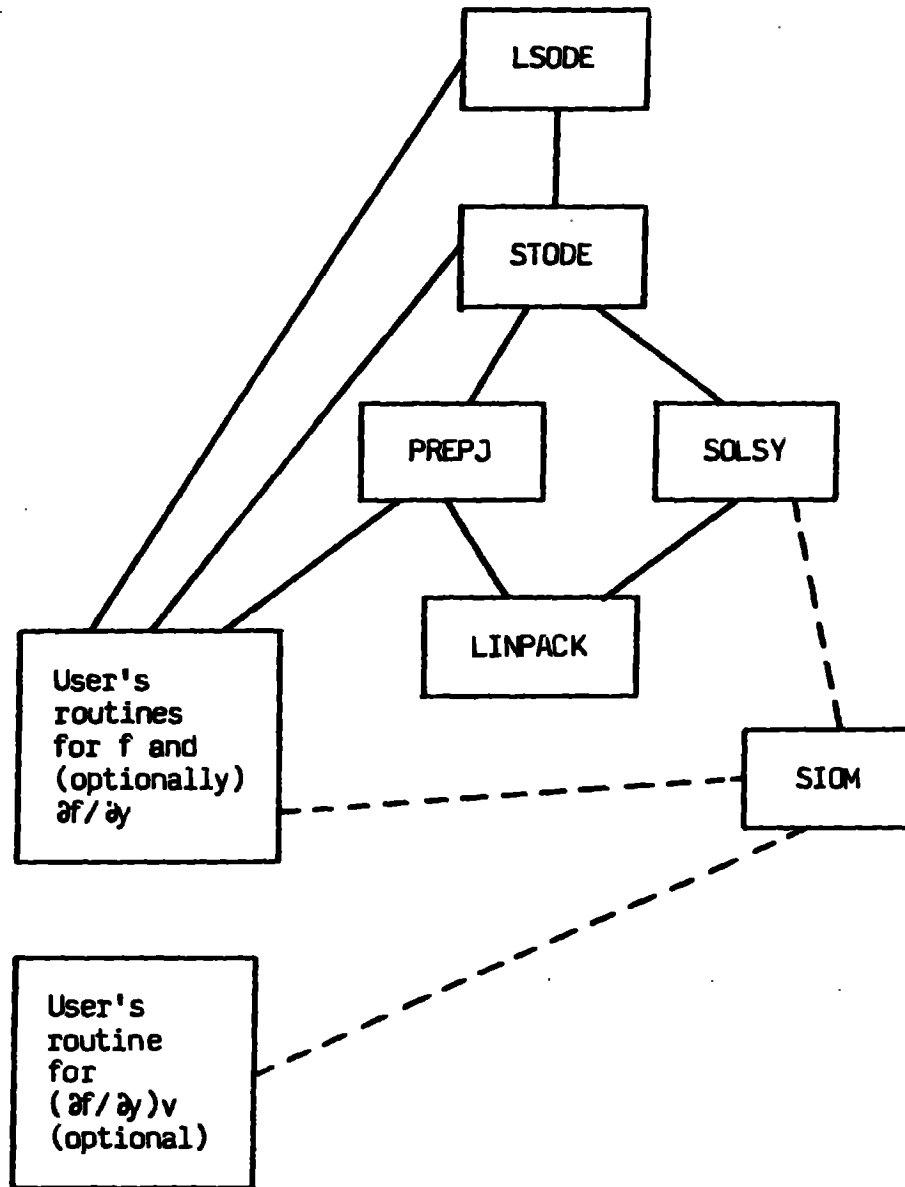 LSODE
STODE
PREPJ
SOLSY
LINPACK
User's
routines
for f and
(optionally)
∂f/∂y
SIOM
User's
routine
for
(∂f/∂y)v
(optional)